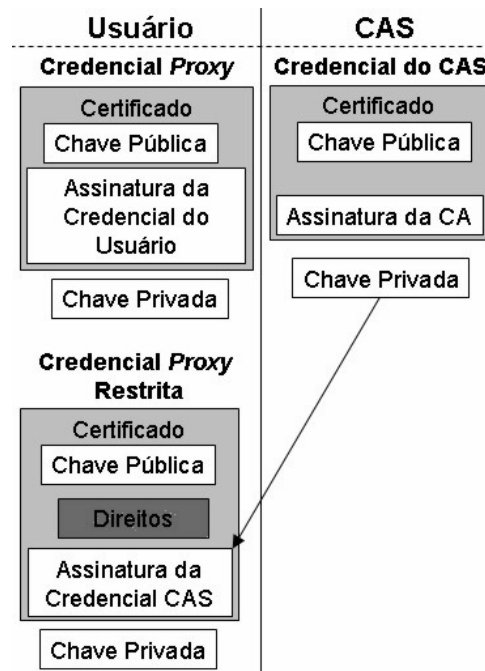 Usuário
CAS
Credencial Proxy
Certificado
Chave Pública
Assinatura da
Credencial do
Usuário
Chave Privada
Credencial do CAS
Certificado
Chave Pública
Assinatura da CA
Chave Privada
Credencial Proxy
Restrita
Certificado
Chave Pública
Direitos
Assinatura da
Credencial CAS
Chave Privada